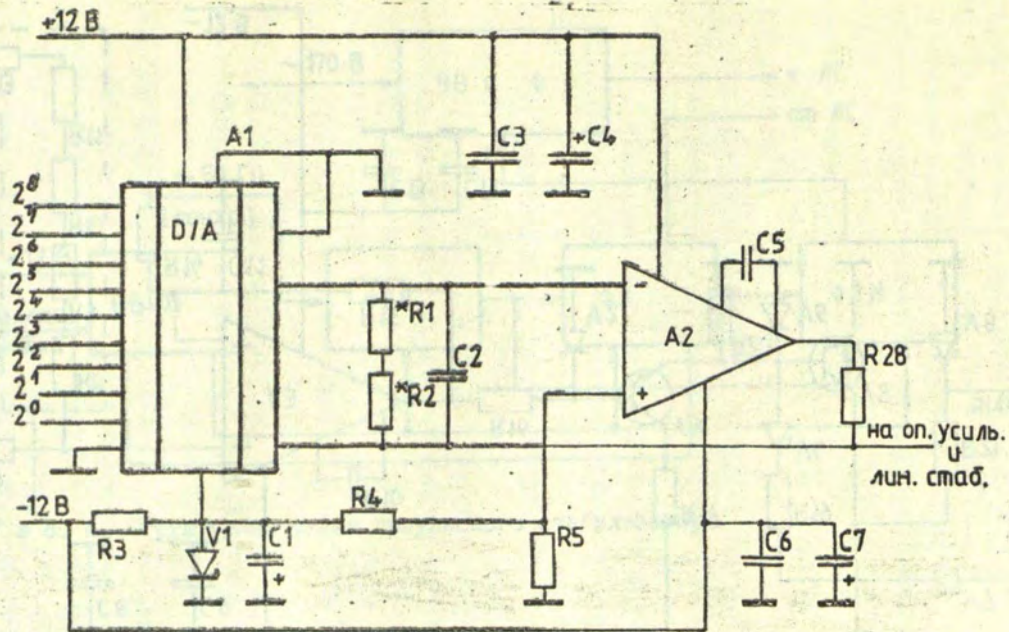 +12 В
A1
C3
+C4
2⁸
2⁷
2⁶
2⁵
2⁴
2³
2²
2¹
2⁰
D/A
*R1
*R2
C2
-
A2
+
C5
R28
на оп. усиль.
и
лин. стаб.
-12 В
R3
V1
C1
+
R4
R5
C6
C7
+
~170 В